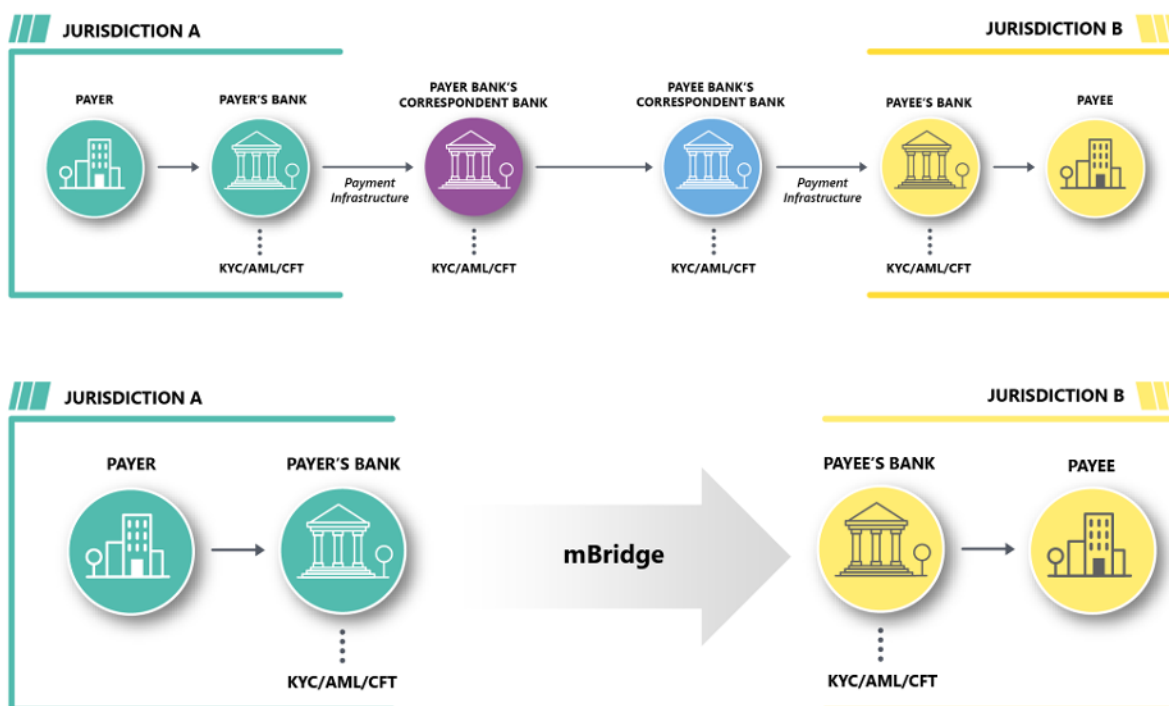 JURISDICTION A
JURISDICTION B
PAYER
PAYER'S BANK
PAYER BANK'S
CORRESPONDENT BANK
PAYEE BANK'S
CORRESPONDENT BANK
PAYEE'S BANK
PAYEE
Payment
Infrastructure
Payment
Infrastructure
KYC/AML/CFT
KYC/AML/CFT
KYC/AML/CFT
KYC/AML/CFT
JURISDICTION A
JURISDICTION B
PAYER
PAYER'S BANK
PAYEE'S BANK
PAYEE
mBridge
KYC/AML/CFT
KYC/AML/CFT